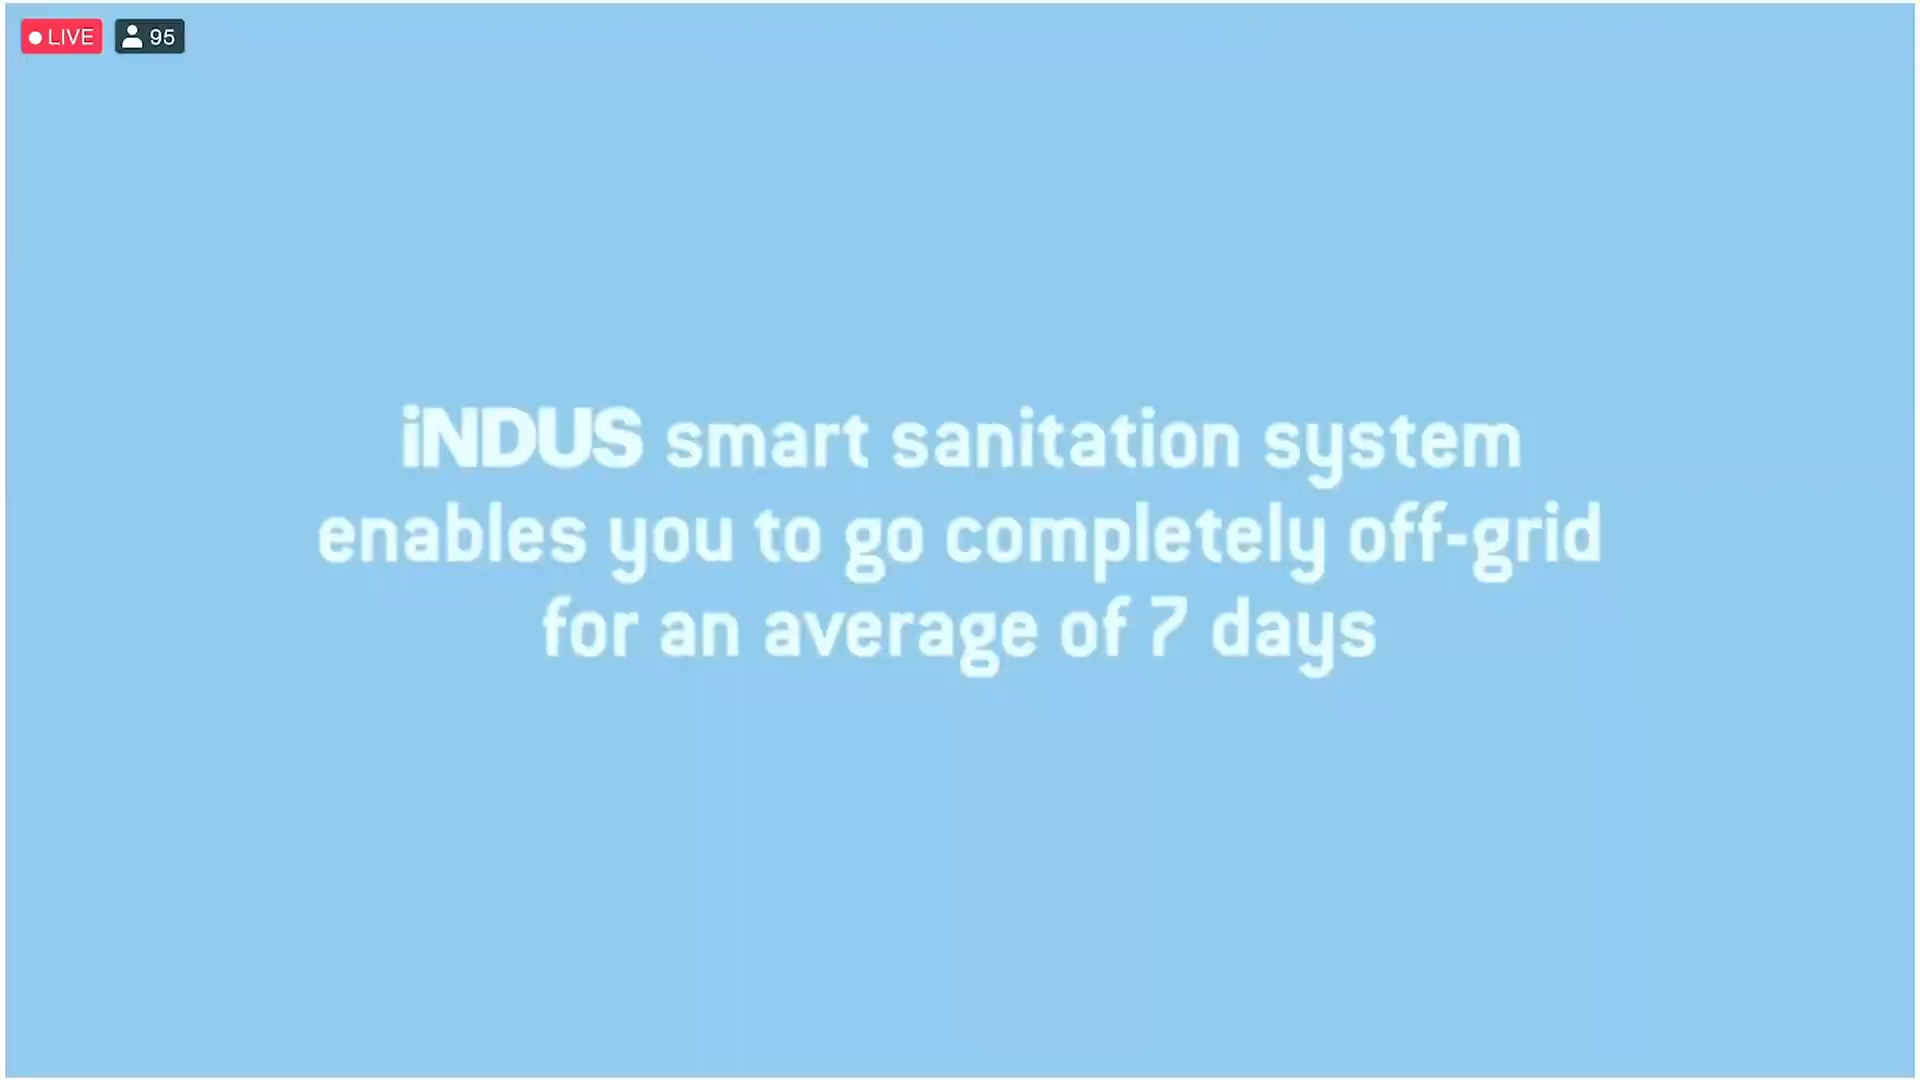 LIVE 95
iNDUS smart sanitation system
enables you to go completely off-grid
for an average of 7 days